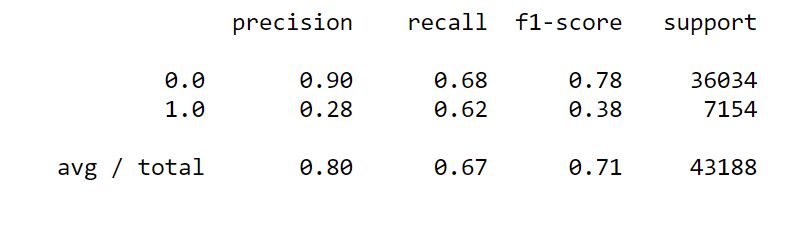 precision recall f1-score support
0.0 0.90 0.68 0.78 36034
1.0 0.28 0.62 0.38 7154
avg / total 0.80 0.67 0.71 43188